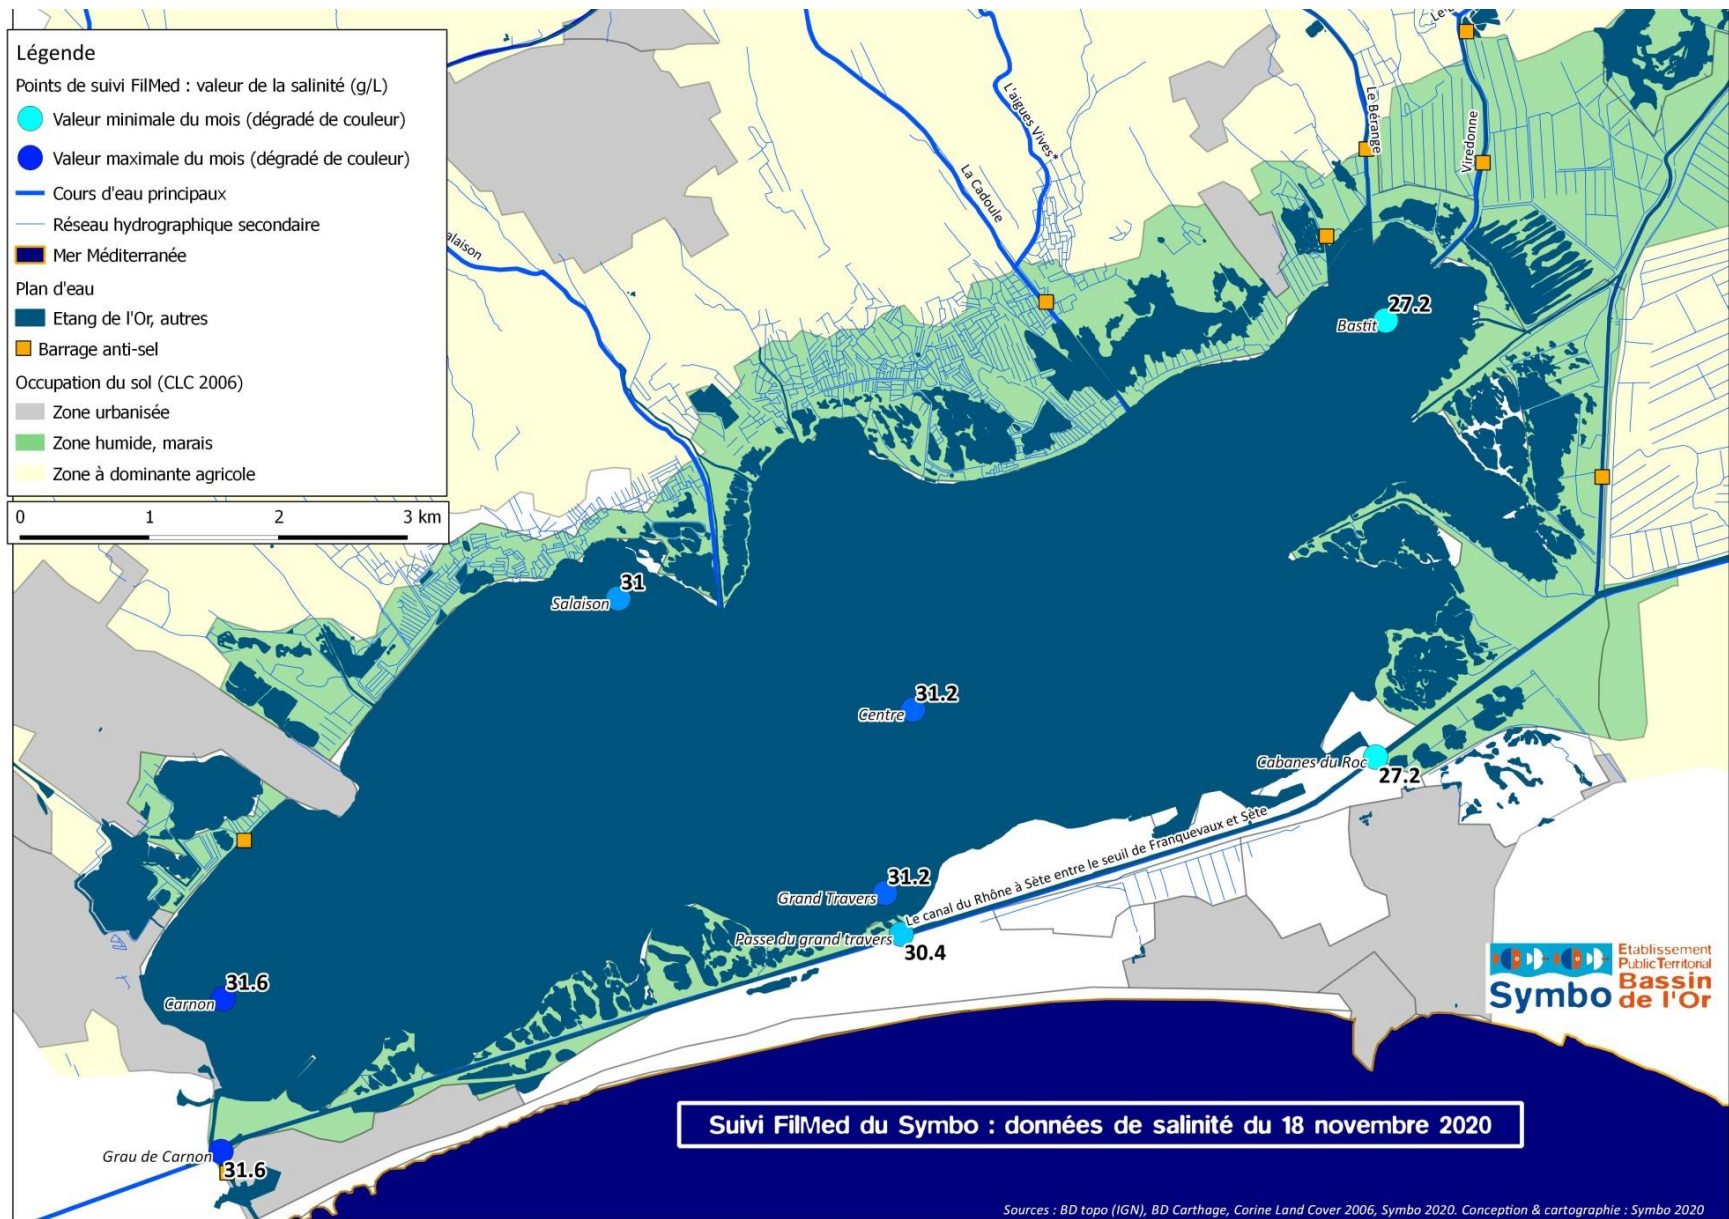 Légende
Points de suivi FilMed : valeur de la salinité (g/L)
Valeur minimale du mois (dégradé de couleur)
Valeur maximale du mois (dégradé de couleur)
Cours d'eau principaux
Réseau hydrographique secondaire
Mer Méditerranée
Plan d'eau
Etang de l'Or, autres
Barrage anti-sel
Occupation du sol (CLC 2006)
Zone urbanisée
Zone humide, marais
Zone à dominante agricole
0 1 2 3 km
alaison
La Cadoule
L'aigues Vives*
Le Bérange
Viredonne
27.2
Bastit
31
Salaison
31.2
Centre
Cabanes du Roc
27.2
Le canal du Rhône à Sète entre le seuil de Franquevaux et Sète
31.2
Grand Travers
Passe du grand travers
30.4
31.6
Carnon
Grau de Carnon
31.6
Symbo
Etablissement
Public Territorial
Bassin
de l'Or
Suivi FilMed du Symbo : données de salinité du 18 novembre 2020
Sources : BD topo (IGN), BD Carthage, Corine Land Cover 2006, Symbo 2020. Conception & cartographie : Symbo 2020